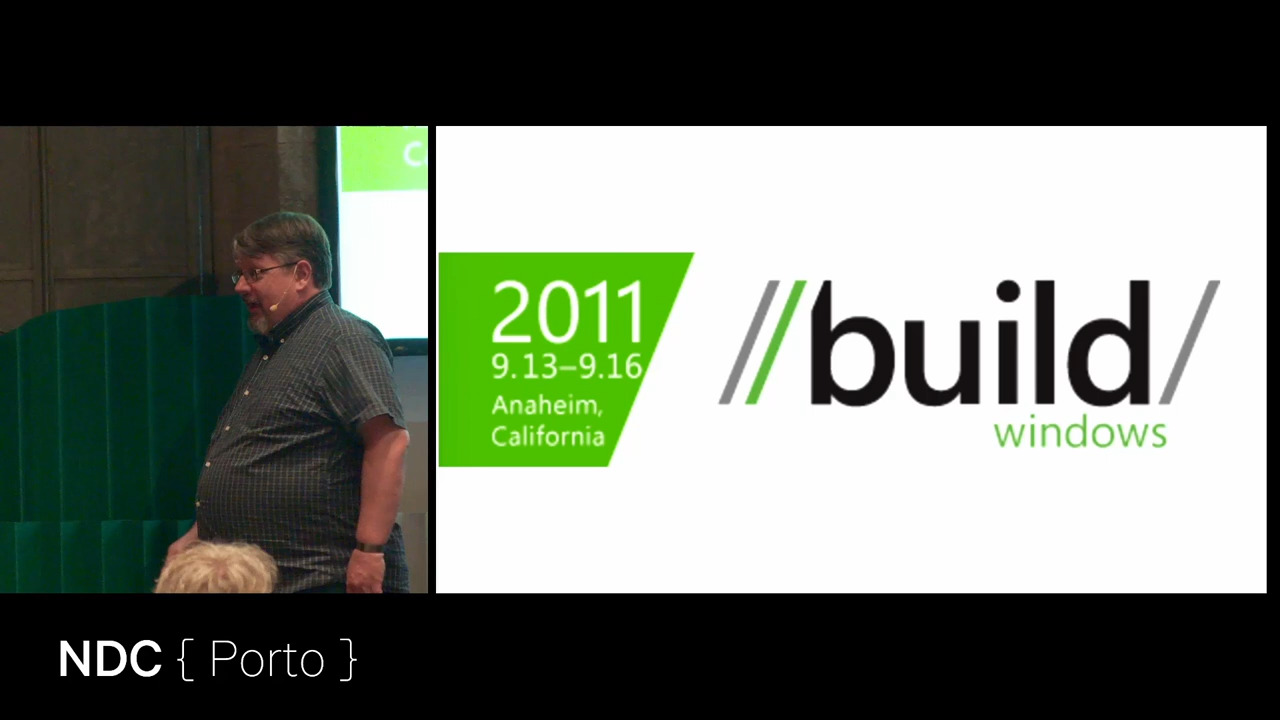 C
2011
9.13–9.16
Anaheim,
California
//build/
windows
NDC { Porto }